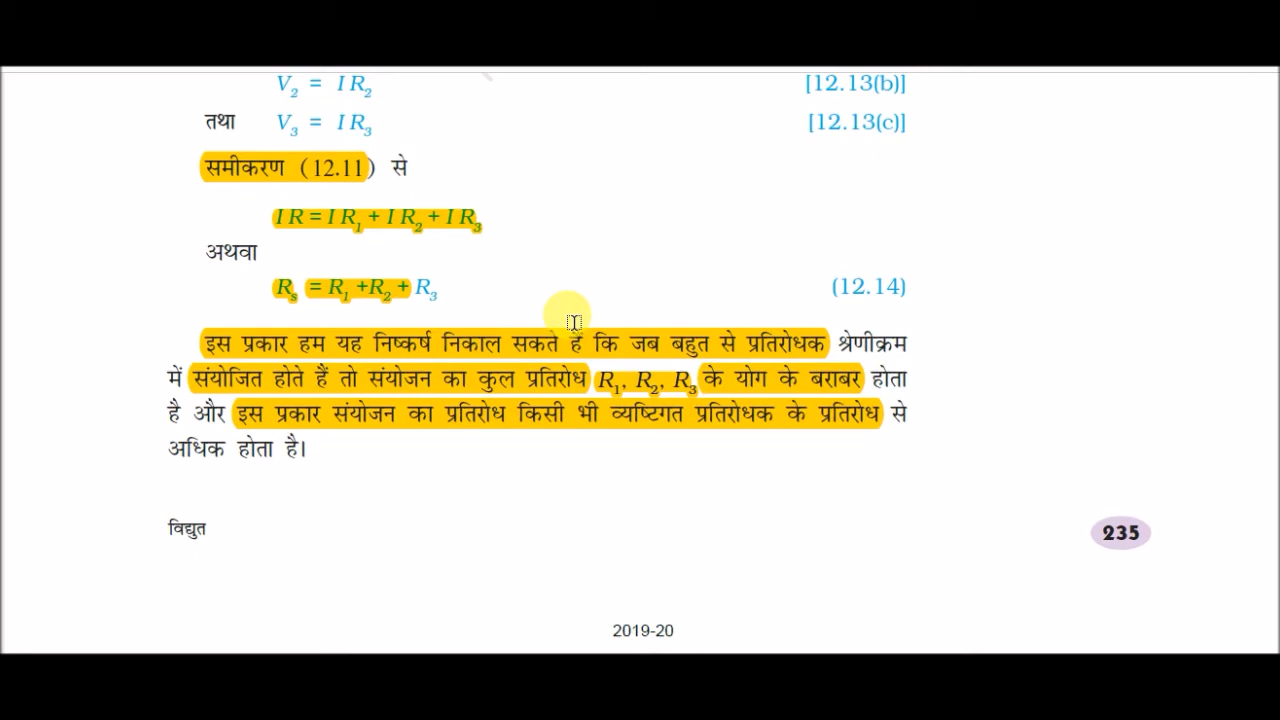 V₂ = I R₂ [12.13(b)]
तथा V₃ = I R₃ [12.13(c)]
समीकरण (12.11) से
I R = I R₁ + I R₂ + I R₃
अथवा
Rₛ = R₁ +R₂ + R₃ (12.14)
इस प्रकार हम यह निष्कर्ष निकाल सकते हैं कि जब बहुत से प्रतिरोधक श्रेणीक्रम
में संयोजित होते हैं तो संयोजन का कुल प्रतिरोध R₁, R₂, R₃ के योग के बराबर होता
है और इस प्रकार संयोजन का प्रतिरोध किसी भी व्यष्टिगत प्रतिरोधक के प्रतिरोध से
अधिक होता है।
विद्युत 235
2019-20